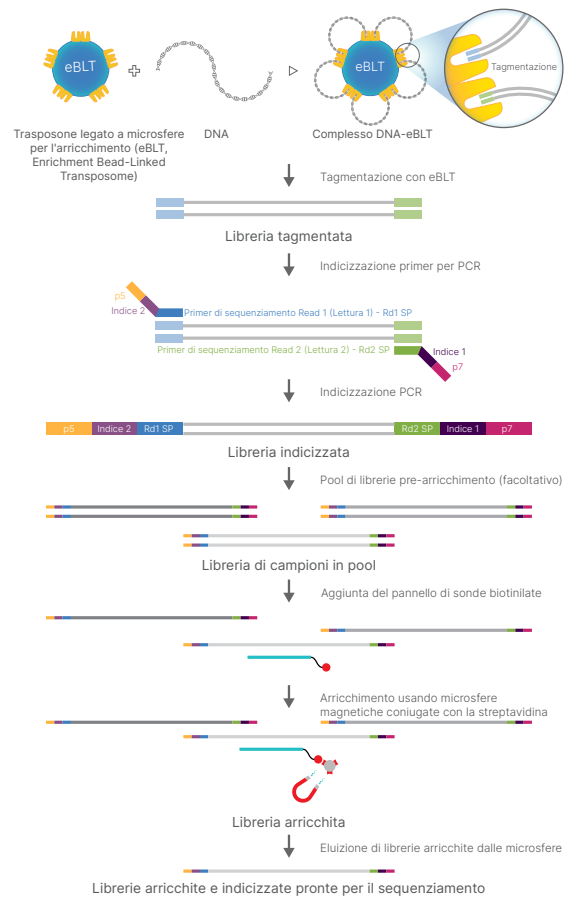 eBLT
eBLT
Tagmentazione
Trasposone legato a microsfere
per l'arricchimento (eBLT,
Enrichment Bead-Linked
Transposome)
DNA
Complesso DNA-eBLT
Tagmentazione con eBLT
Libreria tagmentata
Indicizzazione primer per PCR
p5
Indice 2
Primer di sequenziamento Read 1 (Lettura 1) - Rd1 SP
Primer di sequenziamento Read 2 (Lettura 2) - Rd2 SP
Indice 1
p7
Indicizzazione PCR
p5 Indice 2 Rd1 SP Rd2 SP Indice 1 p7
Libreria indicizzata
Pool di librerie pre-arricchimento (facoltativo)
Libreria di campioni in pool
Aggiunta del pannello di sonde biotinilate
Arricchimento usando microsfere
magnetiche coniugate con la streptavidina
Libreria arricchita
Eluizione di librerie arricchite dalle microsfere
Librerie arricchite e indicizzate pronte per il sequenziamento